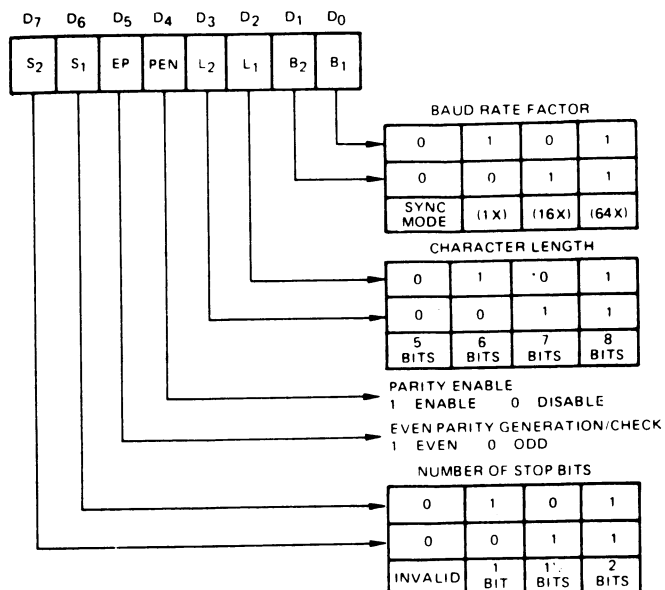 D7 D6 D5 D4 D3 D2 D1 D0
S2 S1 EP PEN L2 L1 B2 B1
BAUD RATE FACTOR
0 1 0 1
0 0 1 1
SYNC MODE (1X) (16X) (64X)
CHARACTER LENGTH
0 1 0 1
0 0 1 1
5 BITS 6 BITS 7 BITS 8 BITS
PARITY ENABLE
1 ENABLE 0 DISABLE
EVEN PARITY GENERATION/CHECK
1 EVEN 0 ODD
NUMBER OF STOP BITS
0 1 0 1
0 0 1 1
INVALID 1 BIT BITS 2 BITS